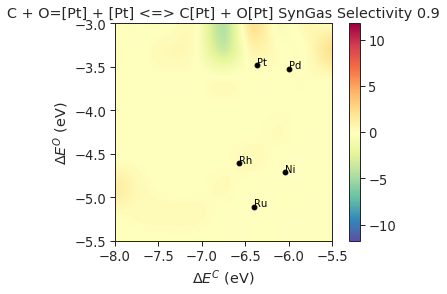 C + O=[Pt] + [Pt] <=> C[Pt] + O[Pt] SynGas Selectivity 0.9
−3.0
−3.5
−4.0
−4.5
−5.0
−5.5
ΔE^O (eV)
Pt
Pd
Rh
Ni
Ru
−8.0 −7.5 −7.0 −6.5 −6.0 −5.5
ΔE^C (eV)
10
5
0
−5
−10